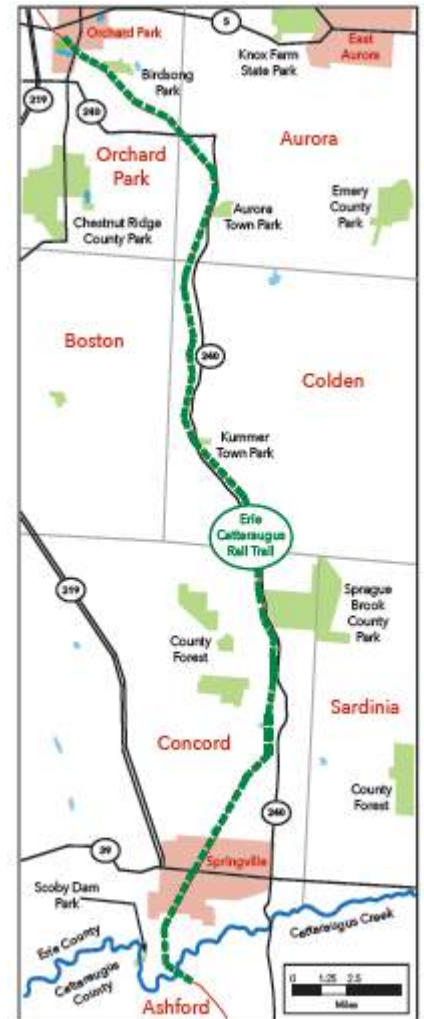 5
Orchard Park
Knox Farm
State Park
East
Aurora
Birdsong
Park
219
240
Aurora
Orchard
Park
Emery
County
Park
Chestnut Ridge
County Park
Aurora
Town Park
Boston
240
Colden
Kummer
Town Park
Erie
Cattaraugus
Rail Trail
219
Sprague
Brook
County
Park
County
Forest
Sardinia
Concord
County
Forest
240
39
Springville
Scoby Dam
Park
Cattaraugus Creek
Erie County
Cattaraugus
County
Ashford
0 1.25 2.5
Miles